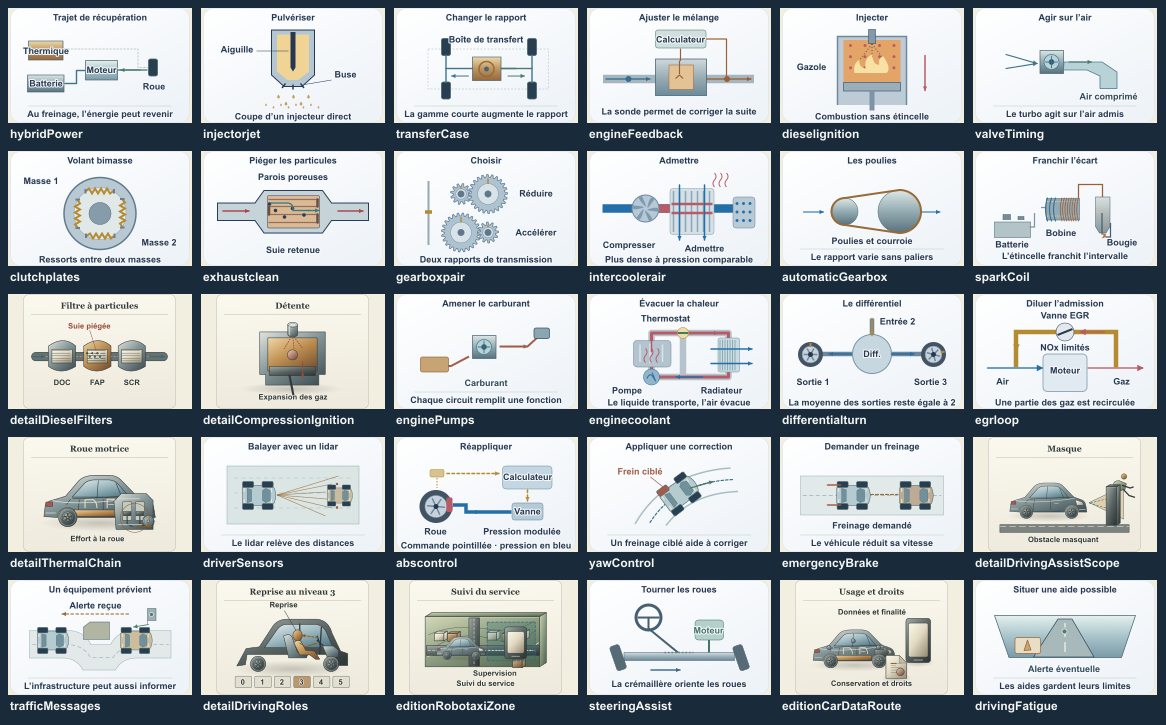 Trajet de récupération
Thermique
Moteur
Batterie
Roue
Au freinage, l’énergie peut revenir
hybridPower
Pulvériser
Aiguille
Buse
Coupe d’un injecteur direct
injectorjet
Changer le rapport
Boîte de transfert
La gamme courte augmente le rapport
transferCase
Ajuster le mélange
Calculateur
La sonde permet de corriger la suite
engineFeedback
Injecter
Gazole
Combustion sans étincelle
dieselignition
Agir sur l’air
Air comprimé
Le turbo agit sur l’air admis
valveTiming
Volant bimasse
Masse 1
Masse 2
Ressorts entre deux masses
clutchplates
Piéger les particules
Parois poreuses
Suie retenue
exhaustclean
Choisir
Réduire
Accélérer
Deux rapports de transmission
gearboxpair
Admettre
Compresser
Admettre
Plus dense à pression comparable
intercoolerair
Les poulies
Poulies et courroie
Le rapport varie sans paliers
automaticGearbox
Franchir l’écart
Bobine
Batterie
Bougie
L’étincelle franchit l’intervalle
sparkCoil
Filtre à particules
Suie piégée
DOC
FAP
SCR
detailDieselFilters
Détente
Expansion des gaz
detailCompressionIgnition
Amener le carburant
Carburant
Chaque circuit remplit une fonction
enginePumps
Évacuer la chaleur
Thermostat
Pompe
Radiateur
Le liquide transporte, l’air évacue
enginecoolant
Le différentiel
Entrée 2
Diff.
Sortie 1
Sortie 3
La moyenne des sorties reste égale à 2
differentialturn
Diluer l’admission
Vanne EGR
NOx limités
Air
Moteur
Gaz
Une partie des gaz est recirculée
egrloop
Roue motrice
Effort à la roue
detailThermalChain
Balayer avec un lidar
Le lidar relève des distances
driverSensors
Réappliquer
Calculateur
Vanne
Roue
Pression modulée
Commande pointillée · pression en bleu
abscontrol
Appliquer une correction
Frein ciblé
Un freinage ciblé aide à corriger
yawControl
Demander un freinage
Freinage demandé
Le véhicule réduit sa vitesse
emergencyBrake
Masque
Obstacle masquant
detailDrivingAssistScope
Un équipement prévient
Alerte reçue
L’infrastructure peut aussi informer
trafficMessages
Reprise au niveau 3
Reprise
0
1
2
3
4
5
detailDrivingRoles
Suivi du service
Supervision
Suivi du service
editionRobotaxiZone
Tourner les roues
Moteur
La crémaillère oriente les roues
steeringAssist
Usage et droits
Données et finalité
Conservation et droits
editionCarDataRoute
Situer une aide possible
Alerte éventuelle
Les aides gardent leurs limites
drivingFatigue